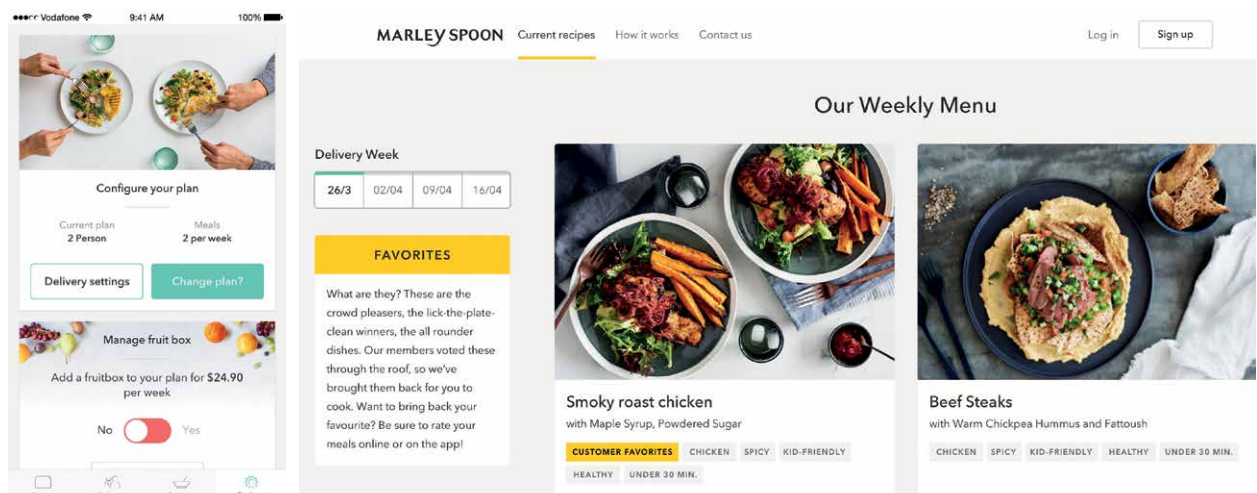 Vodafone
9:41 AM
100%
Configure your plan
Current plan
2 Person
Meals
2 per week
Delivery settings
Change plan?
Manage fruit box
Add a fruitbox to your plan for $24.90
per week
No
Yes
MARLEY SPOON
Current recipes
How it works
Contact us
Log in
Sign up
Our Weekly Menu
Delivery Week
26/3
02/04
09/04
16/04
FAVORITES
What are they? These are the
crowd pleasers, the lick-the-plate-
clean winners, the all rounder
dishes. Our members voted these
through the roof, so we've
brought them back for you to
cook. Want to bring back your
favourite? Be sure to rate your
meals online or on the app!
Smoky roast chicken
with Maple Syrup, Powdered Sugar
CUSTOMER FAVORITES
CHICKEN
SPICY
KID-FRIENDLY
HEALTHY
UNDER 30 MIN.
Beef Steaks
with Warm Chickpea Hummus and Fattoush
CHICKEN
SPICY
KID-FRIENDLY
HEALTHY
UNDER 30 MIN.